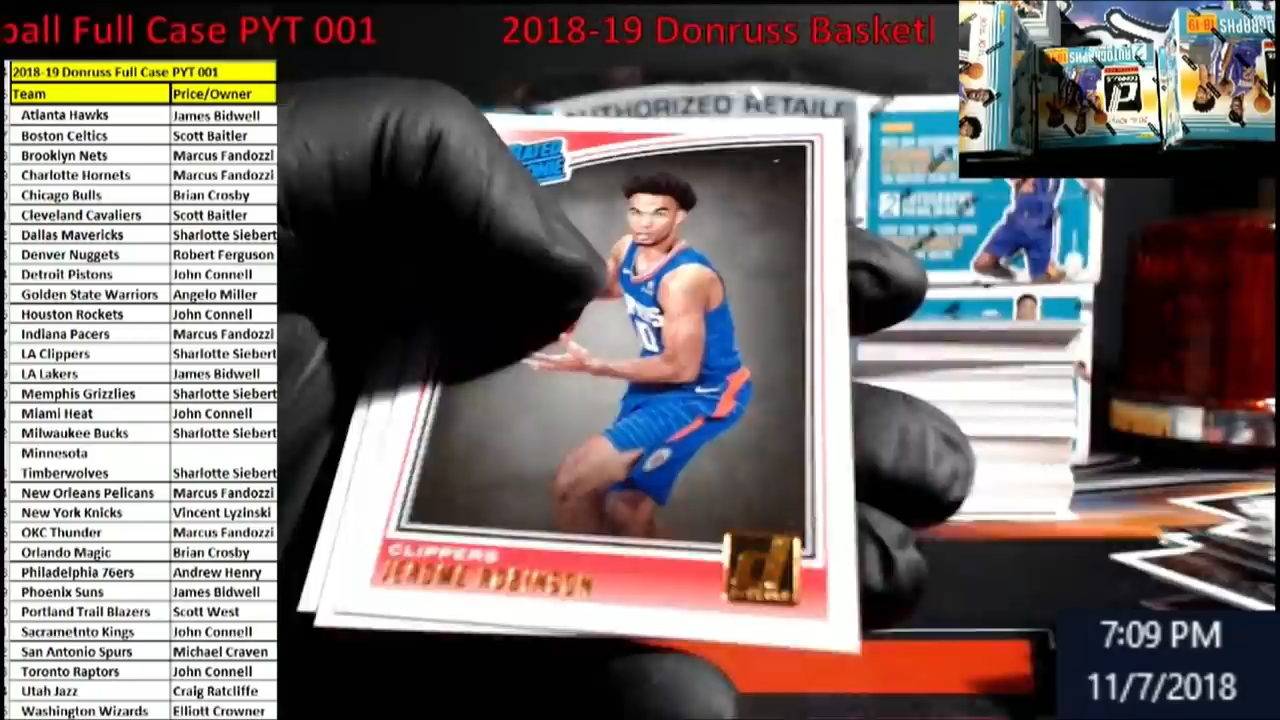 ball Full Case PYT 001 2018-19 Donruss Basketl
2018-19 Donruss Full Case PYT 001
Team Price/Owner
Atlanta Hawks James Bidwell
Boston Celtics Scott Baitler
Brooklyn Nets Marcus Fandozzi
Charlotte Hornets Marcus Fandozzi
Chicago Bulls Brian Crosby
Cleveland Cavaliers Scott Baitler
Dallas Mavericks Sharlotte Siebert
Denver Nuggets Robert Ferguson
Detroit Pistons John Connell
Golden State Warriors Angelo Miller
Houston Rockets John Connell
Indiana Pacers Marcus Fandozzi
LA Clippers Sharlotte Siebert
LA Lakers James Bidwell
Memphis Grizzlies Sharlotte Siebert
Miami Heat John Connell
Milwaukee Bucks Sharlotte Siebert
Minnesota
Timberwolves Sharlotte Siebert
New Orleans Pelicans Marcus Fandozzi
New York Knicks Vincent Lyzinski
OKC Thunder Marcus Fandozzi
Orlando Magic Brian Crosby
Philadelphia 76ers Andrew Henry
Phoenix Suns James Bidwell
Portland Trail Blazers Scott West
Sacrametnto Kings John Connell
San Antonio Spurs Michael Craven
Toronto Raptors John Connell
Utah Jazz Craig Ratcliffe
Washington Wizards Elliott Crowner
AUTHORIZED RETAILE
RATED
CLIPPERS
JEROME ROBINSON
7:09 PM
11/7/2018